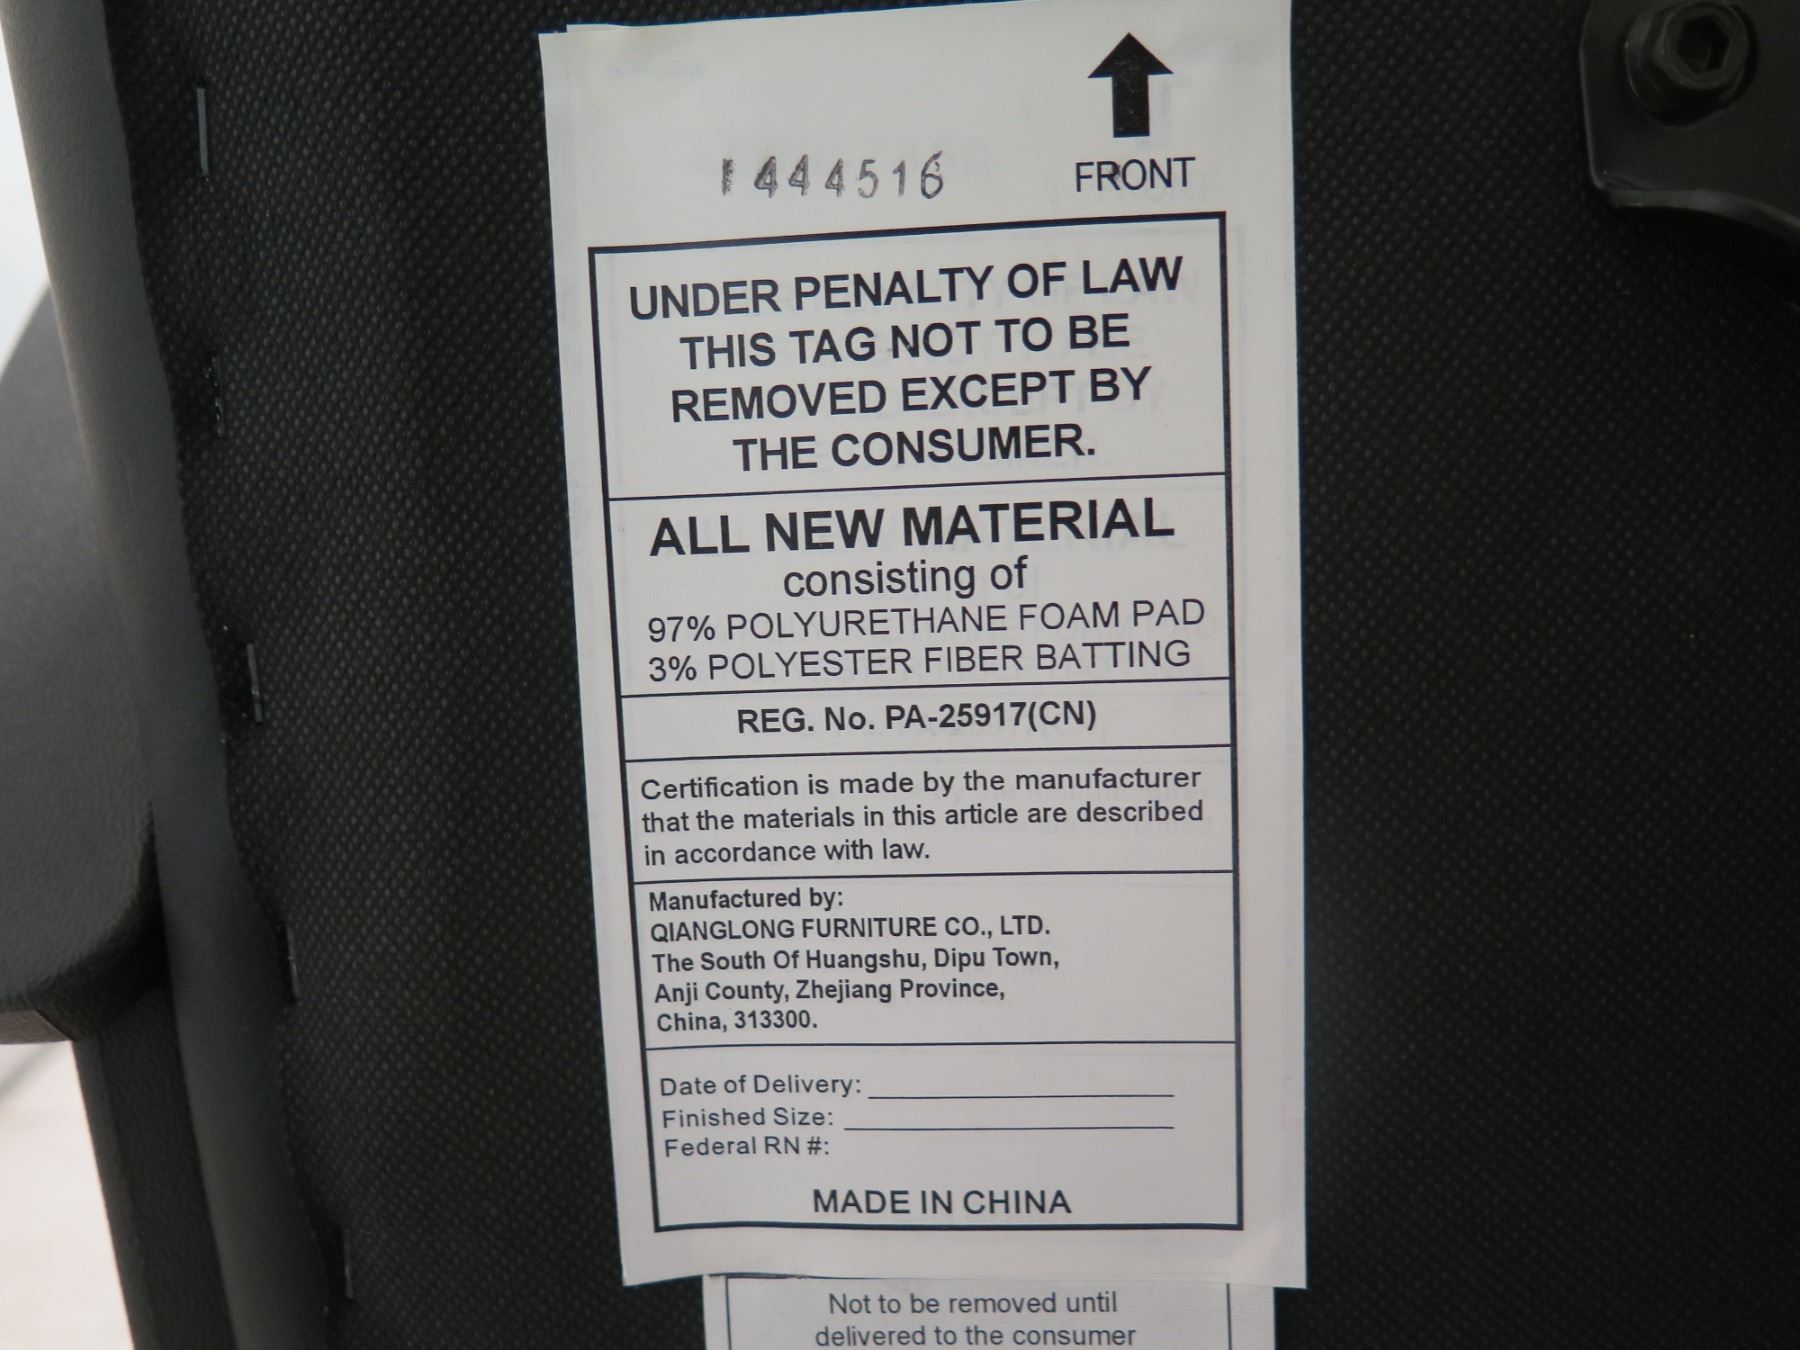 1444516
FRONT
UNDER PENALTY OF LAW
THIS TAG NOT TO BE
REMOVED EXCEPT BY
THE CONSUMER.
ALL NEW MATERIAL
consisting of
97% POLYURETHANE FOAM PAD
3% POLYESTER FIBER BATTING
REG. No. PA-25917(CN)
Certification is made by the manufacturer
that the materials in this article are described
in accordance with law.
Manufactured by:
QIANGLONG FURNITURE CO., LTD.
The South Of Huangshu, Dipu Town,
Anji County, Zhejiang Province,
China, 313300.
Date of Delivery:
Finished Size:
Federal RN #:
MADE IN CHINA
Not to be removed until
delivered to the consumer